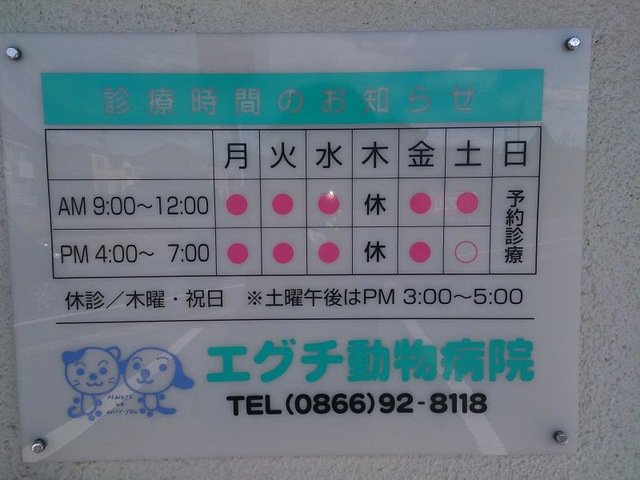 診療時間のお知らせ
月 火 水 木 金 土 日
AM 9:00～12:00 ● ● ● 休 ● ● 予約診療
PM 4:00～ 7:00 ● ● ● 休 ● ○
休診／木曜・祝日 ※土曜午後はPM 3:00～5:00
エグチ動物病院
ALWAYS
WITH YOU
TEL(0866)92-8118